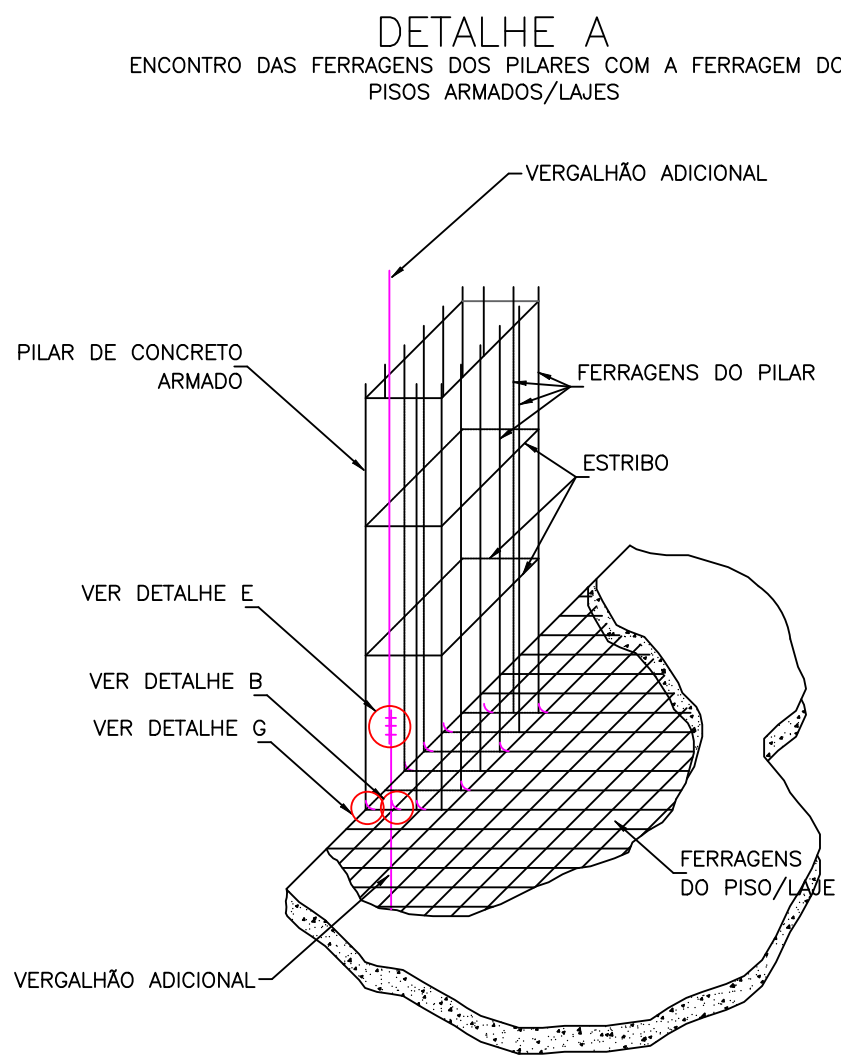 DETALHE A
ENCONTRO DAS FERRAGENS DOS PILARES COM A FERRAGEM DO
PISOS ARMADOS/LAJES
VERGALHÃO ADICIONAL
PILAR DE CONCRETO
ARMADO
FERRAGENS DO PILAR
ESTRIBO
VER DETALHE E
VER DETALHE B
VER DETALHE G
FERRAGENS
DO PISO/LAJE
VERGALHÃO ADICIONAL